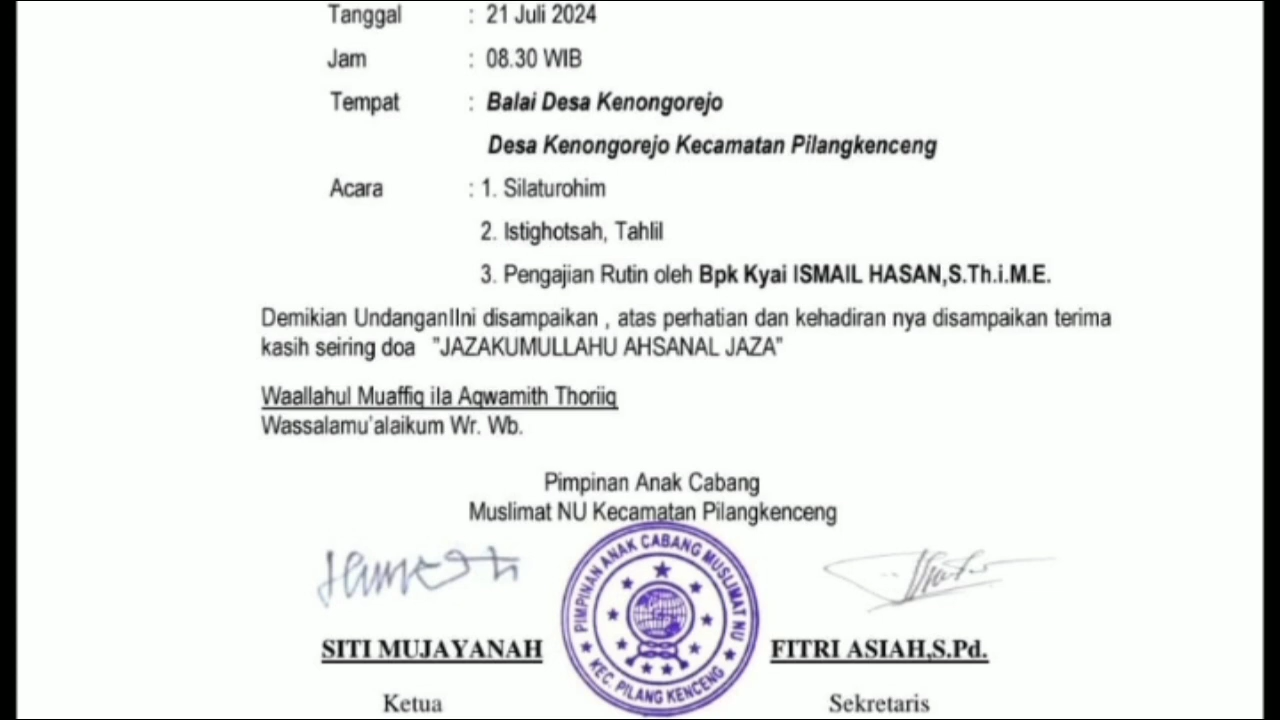 Tanggal : 21 Juli 2024
Jam : 08.30 WIB
Tempat : Balai Desa Kenongorejo
Desa Kenongorejo Kecamatan Pilangkenceng
Acara : 1. Silaturohim
2. Istighotsah, Tahlil
3. Pengajian Rutin oleh Bpk Kyai ISMAIL HASAN,S.Th.i.M.E.
Demikian UndanganIIni disampaikan , atas perhatian dan kehadiran nya disampaikan terima
kasih seiring doa ”JAZAKUMULLAHU AHSANAL JAZA”
Waallahul Muaffiq ila Aqwamith Thoriiq
Wassalamu’alaikum Wr. Wb.
Pimpinan Anak Cabang
Muslimat NU Kecamatan Pilangkenceng
PIMPINAN ANAK CABANG MUSLIMAT NU
KEC. PILANG KENCENG
SITI MUJAYANAH FITRI ASIAH,S.Pd.
Ketua Sekretaris